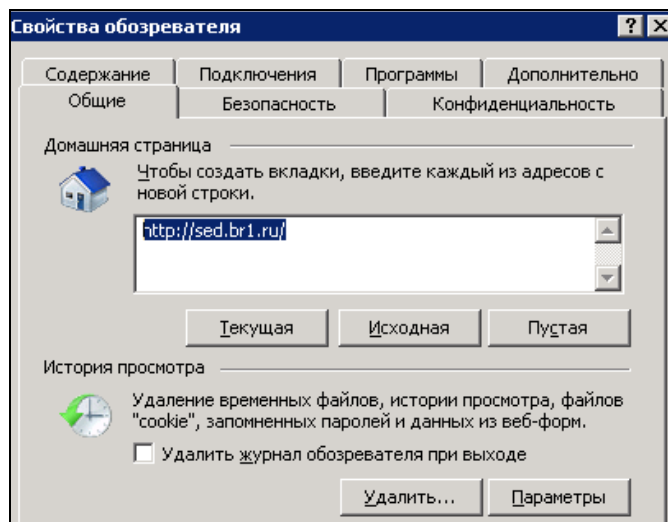 Свойства обозревателя
Содержание Подключения Программы Дополнительно
Общие Безопасность Конфиденциальность
Домашняя страница
Чтобы создать вкладки, введите каждый из адресов с
новой строки.
http://sed.br1.ru/
Текущая Исходная Пустая
История просмотра
Удаление временных файлов, истории просмотра, файлов
"cookie", запомненных паролей и данных из веб-форм.
Удалить журнал обозревателя при выходе
Удалить... Параметры